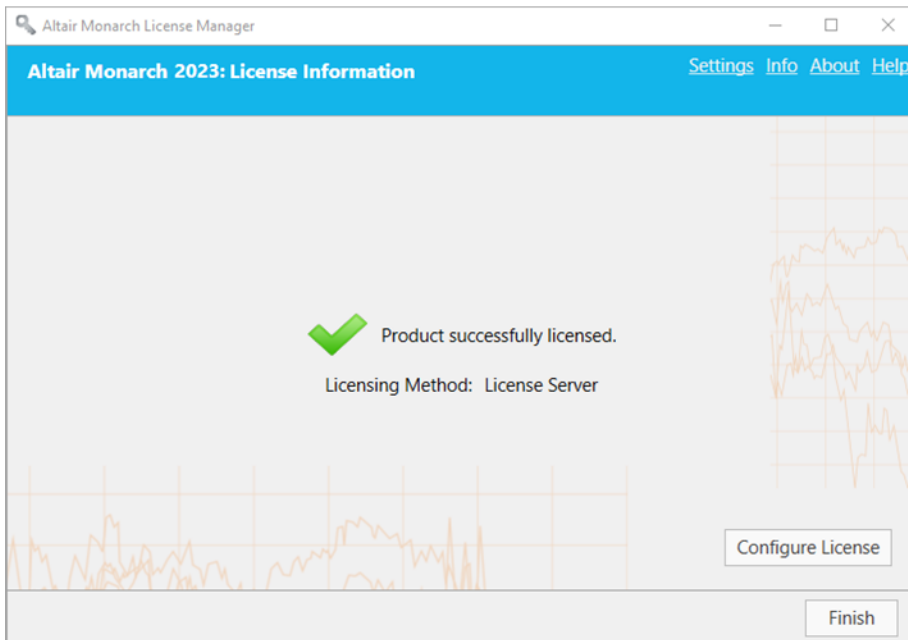 Altair Monarch License Manager
Altair Monarch 2023: License Information
Settings Info About Help
Product successfully licensed.
Licensing Method: License Server
Configure License
Finish